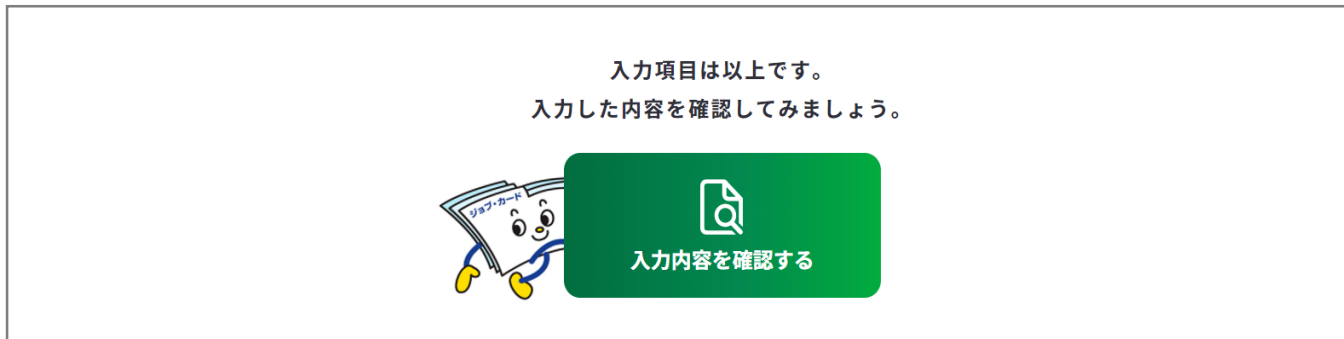 入力項目は以上です。
入力した内容を確認してみましょう。
ジョブ・カード
入力内容を確認する